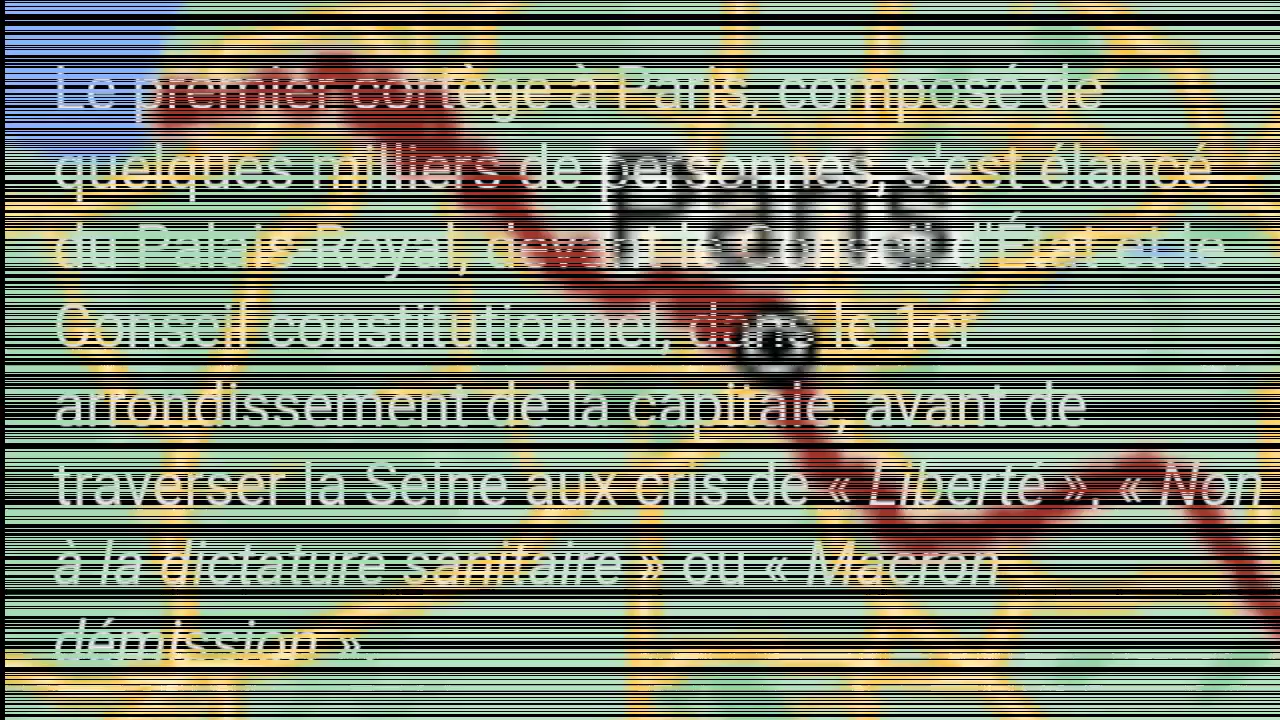 Le premier cortège à Paris, composé de
quelques milliers de personnes, s'est élancé
Paris
du Palais-Royal, devant le Conseil d'État et le
Conseil constitutionnel, dans le 1er
arrondissement de la capitale, avant de
traverser la Seine aux cris de « Liberté », « Non
à la dictature sanitaire » ou « Macron
démission ».